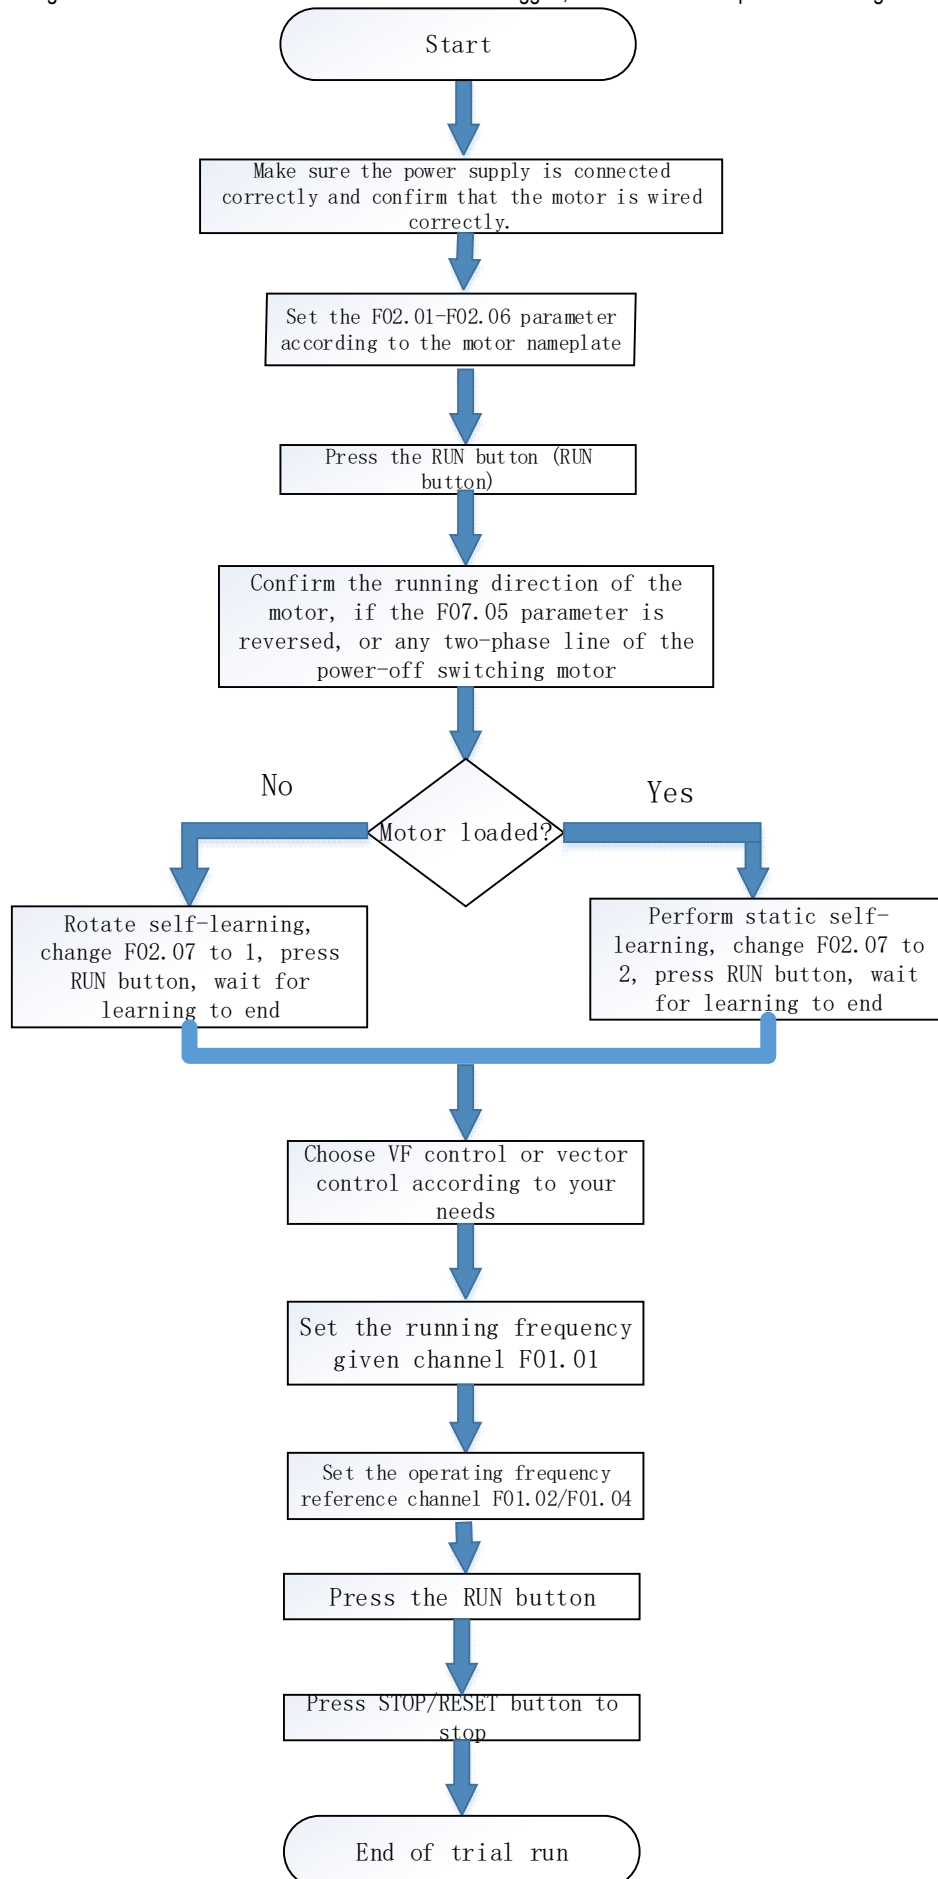 Start
Make sure the power supply is connected
correctly and confirm that the motor is wired
correctly.
Set the F02.01-F02.06 parameter
according to the motor nameplate
Press the RUN button (RUN
button)
Confirm the running direction of the
motor, if the F07.05 parameter is
reversed, or any two-phase line of the
power-off switching motor
No
Yes
Motor loaded?
Rotate self-learning,
change F02.07 to 1, press
RUN button, wait for
learning to end
Perform static self-
learning, change F02.07 to
2, press RUN button, wait
for learning to end
Choose VF control or vector
control according to your
needs
Set the running frequency
given channel F01.01
Set the operating frequency
reference channel F01.02/F01.04
Press the RUN button
Press STOP/RESET button to
stop
End of trial run